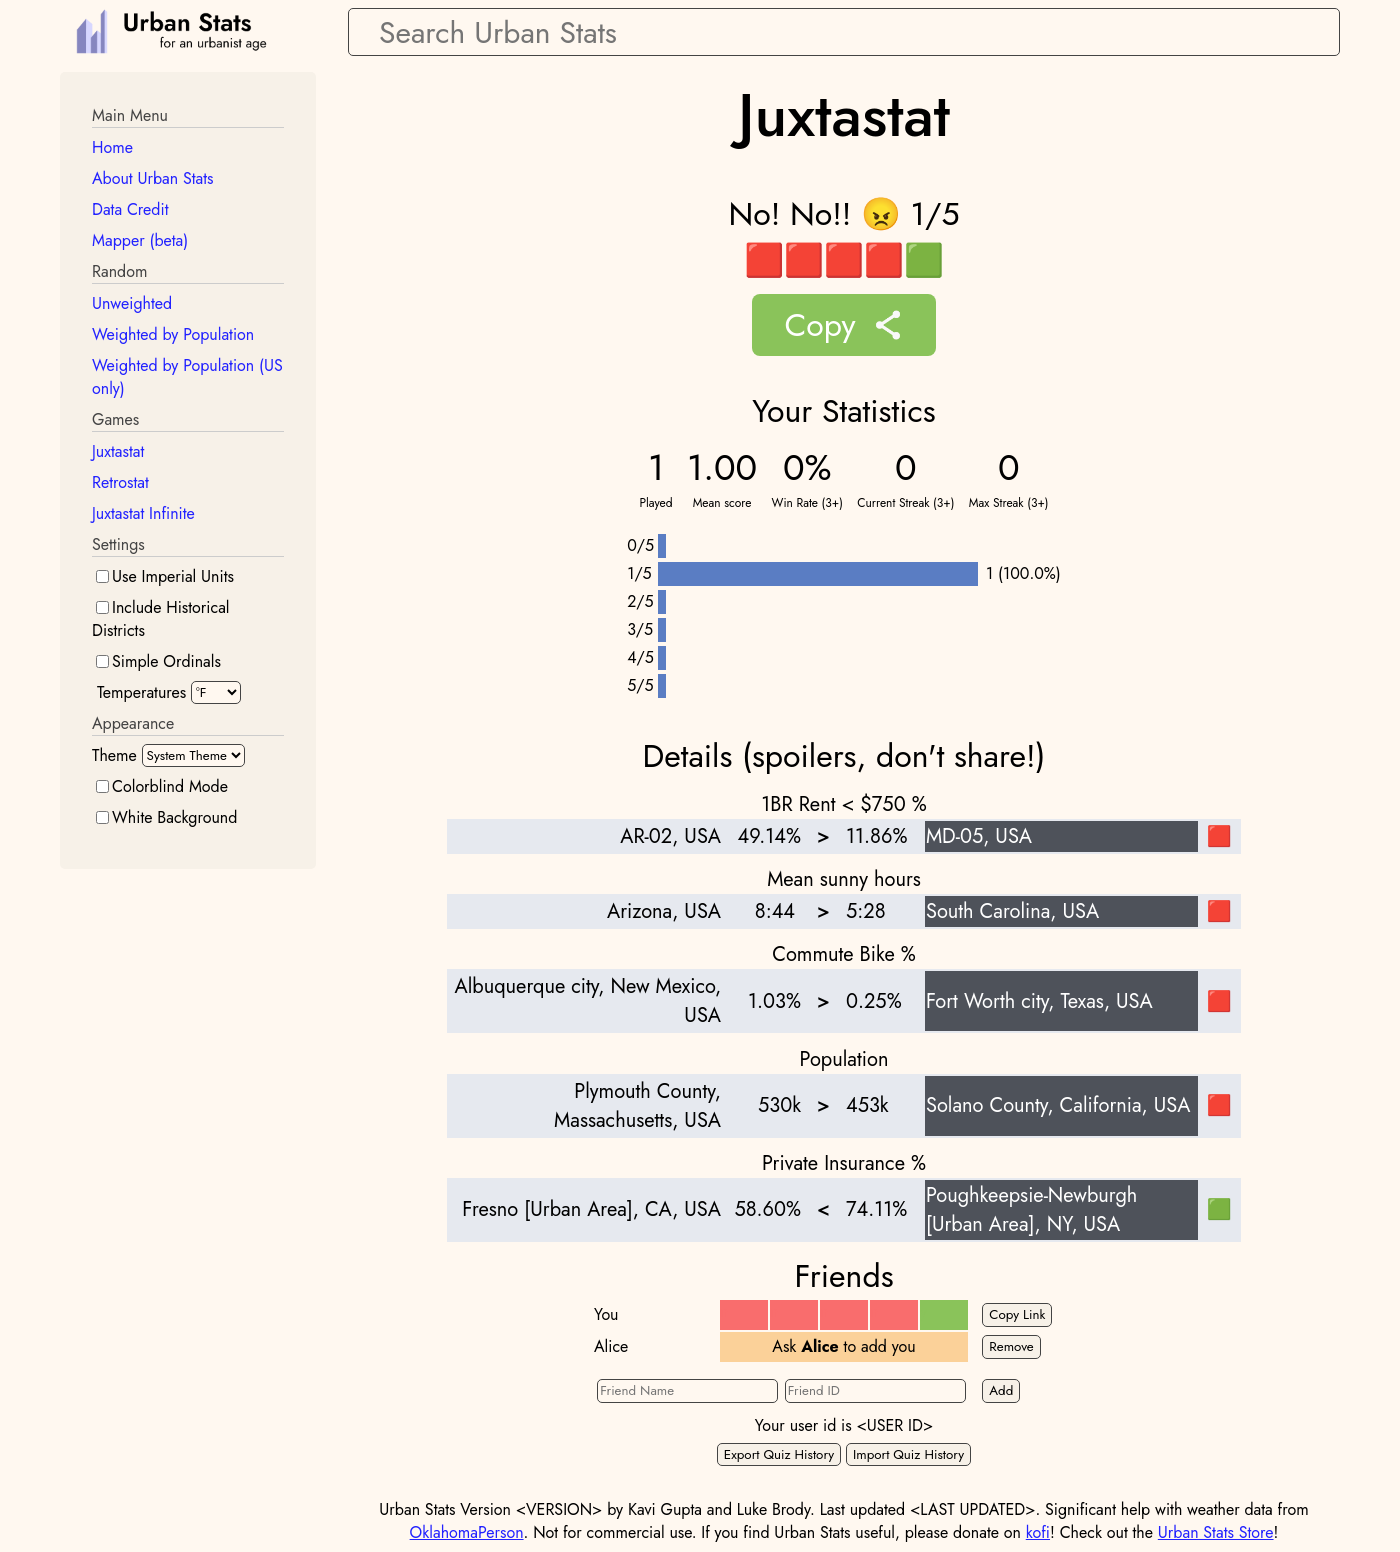 Urban Stats
for an urbanist age
Search Urban Stats
Main Menu
Home
About Urban Stats
Data Credit
Mapper (beta)
Random
Unweighted
Weighted by Population
Weighted by Population (US
only)
Games
Juxtastat
Retrostat
Juxtastat Infinite
Settings
Use Imperial Units
Include Historical
Districts
Simple Ordinals
Temperatures °F
Appearance
Theme System Theme
Colorblind Mode
White Background
Juxtastat
No! No!! 😠 1/5
🟥🟥🟥🟥🟩
Copy
Your Statistics
1 1.00 0% 0 0
Played Mean score Win Rate (3+) Current Streak (3+) Max Streak (3+)
0/5
1/5 1 (100.0%)
2/5
3/5
4/5
5/5
Details (spoilers, don't share!)
1BR Rent < $750 %
AR-02, USA 49.14% > 11.86% MD-05, USA 🟥
Mean sunny hours
Arizona, USA 8:44 > 5:28 South Carolina, USA 🟥
Commute Bike %
Albuquerque city, New Mexico,
USA 1.03% > 0.25% Fort Worth city, Texas, USA 🟥
Population
Plymouth County,
Massachusetts, USA 530k > 453k Solano County, California, USA 🟥
Private Insurance %
Fresno [Urban Area], CA, USA 58.60% < 74.11% Poughkeepsie-Newburgh
[Urban Area], NY, USA 🟩
Friends
You Copy Link
Alice Ask Alice to add you Remove
Friend Name Friend ID Add
Your user id is <USER ID>
Export Quiz History Import Quiz History
Urban Stats Version <VERSION> by Kavi Gupta and Luke Brody. Last updated <LAST UPDATED>. Significant help with weather data from
OklahomaPerson. Not for commercial use. If you find Urban Stats useful, please donate on kofi! Check out the Urban Stats Store!